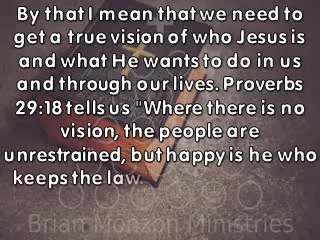 By that I mean that we need to
get a true vision of who Jesus is
and what He wants to do in us
and through our lives. Proverbs
29:18 tells us "Where there is no
vision, the people are
unrestrained, but happy is he who
keeps the law.
Brian Monzon Ministries